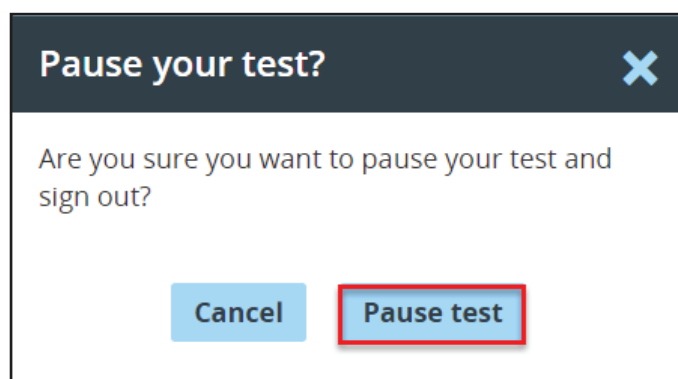 Pause your test?
Are you sure you want to pause your test and
sign out?
Cancel
Pause test